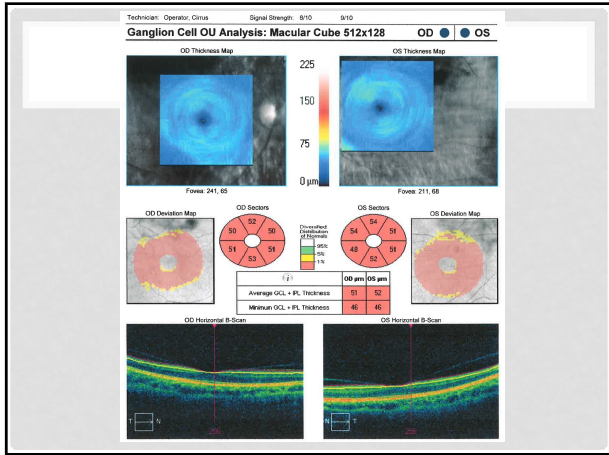 Technician: Operator, Cirrus Signal Strength: 8/10 9/10
Ganglion Cell OU Analysis: Macular Cube 512x128 OD OS
OD Thickness Map
OS Thickness Map
225
150
75
0 µm
Fovea: 241, 65
Fovea: 211, 68
OD Deviation Map
OD Sectors
OS Sectors
OS Deviation Map
52
50 50
51 51
53
Diversified
Distribution
of Normals
95%
5%
1%
54
54 51
48 51
52
OD µm OS µm
Average GCL + IPL Thickness 51 52
Minimum GCL + IPL Thickness 46 46
OD Horizontal B-Scan
OS Horizontal B-Scan
T N
N T